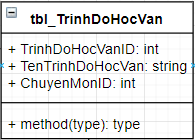 tbl_TrinhDoHocVan
+ TrinhDoHocVanID: int
+ TenTrinhDoHocVan: string
+ ChuyenMonID: int
+ method(type): type